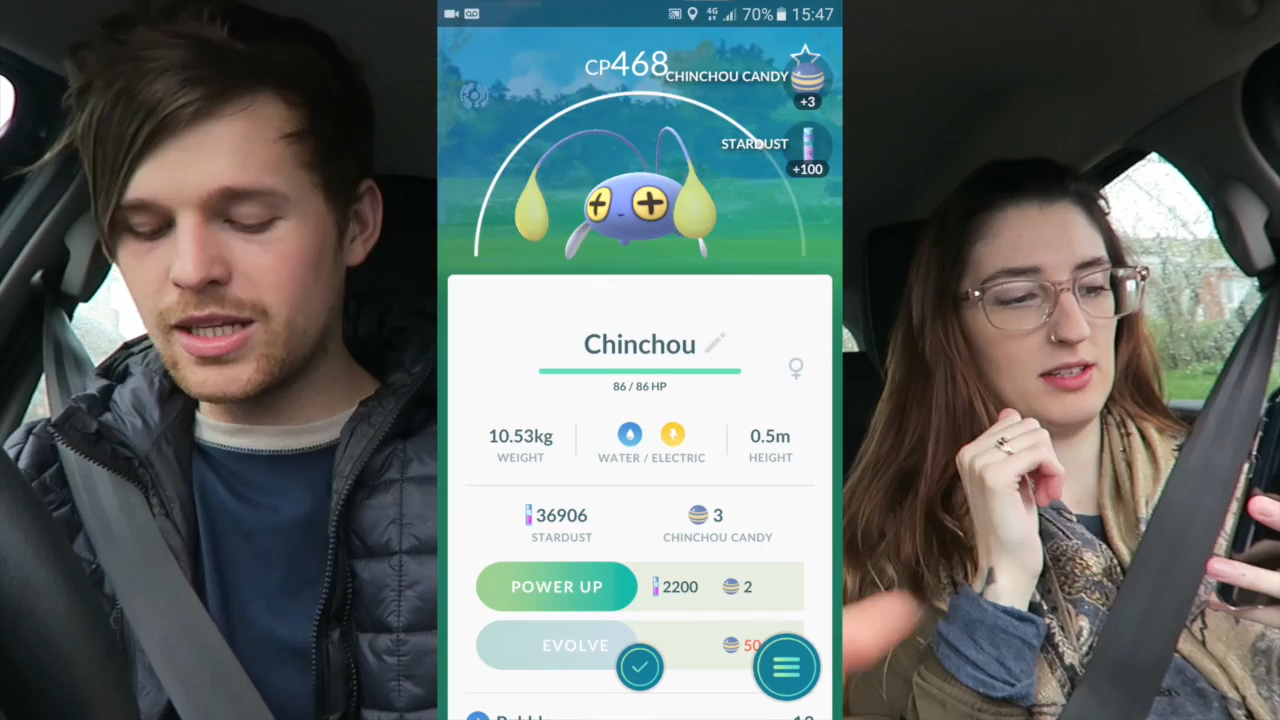 4G 70% 15:47
CP468
CHINCHOU CANDY
+3
STARDUST
+100
Chinchou
86 / 86 HP
10.53kg
WEIGHT
WATER / ELECTRIC
0.5m
HEIGHT
36906
STARDUST
3
CHINCHOU CANDY
POWER UP 2200 2
EVOLVE 50